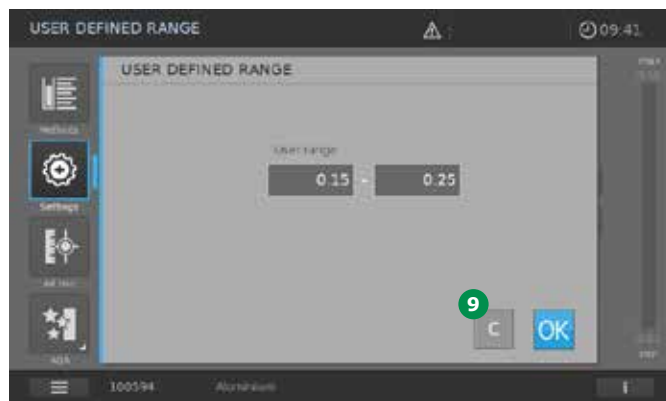 USER DEFINED RANGE
09:41
USER DEFINED RANGE
Methods
User range
0.15 - 0.25
Settings
9
C
OK
AOA
100594 Aluminium
i